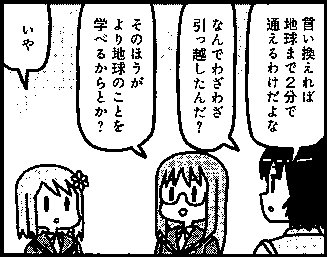 言い換えれば
地球まで2分で
通えるわけだよな
なんでわざわざ
引っ越したんだ?
そのほうが
より地球のことを
学べるからとか?
いや